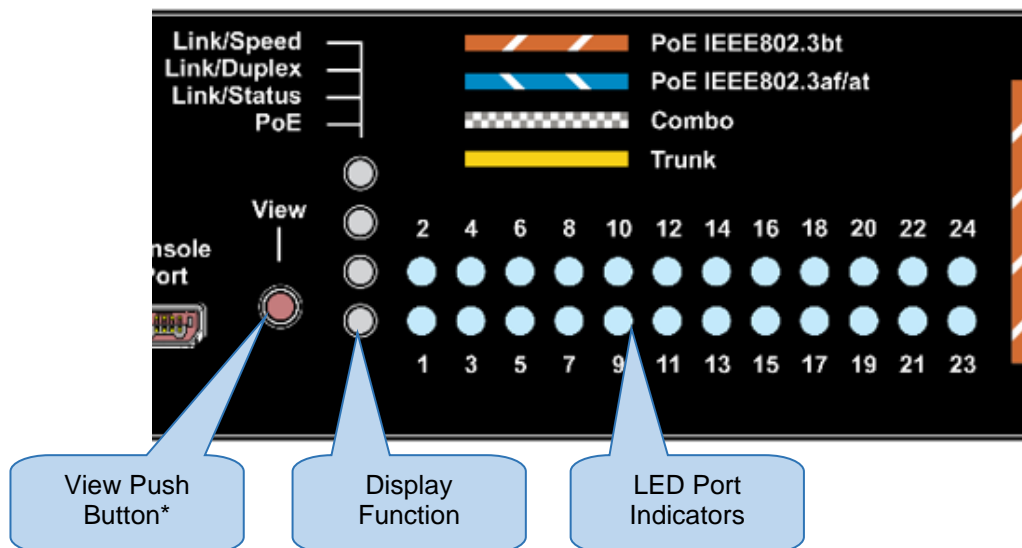 Link/Speed
Link/Duplex
Link/Status
PoE
PoE IEEE802.3bt
PoE IEEE802.3af/at
Combo
Trunk
View
nsole
Port
2 4 6 8 10 12 14 16 18 20 22 24
1 3 5 7 9 11 13 15 17 19 21 23
View Push
Button*
Display
Function
LED Port
Indicators